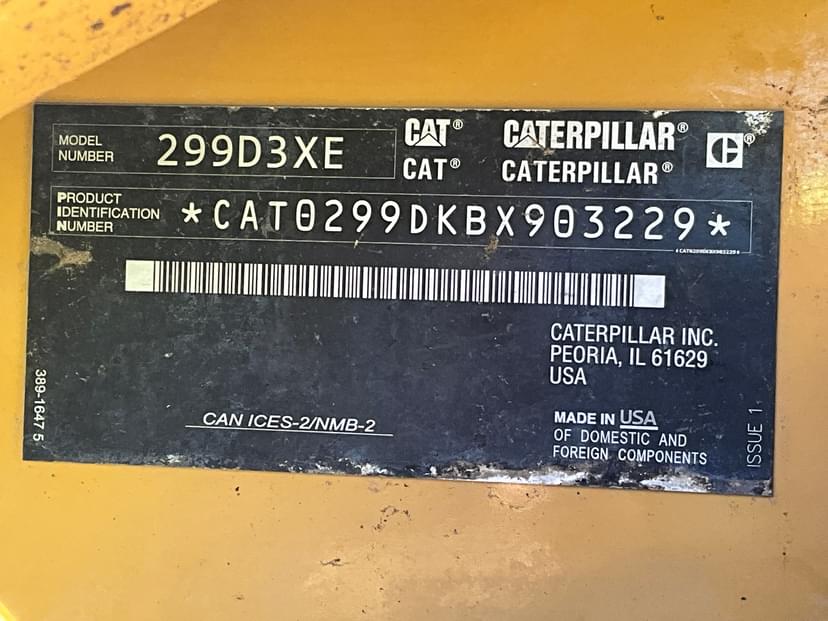 MODEL NUMBER 299D3XE
CAT® CATERPILLAR®
CAT® CATERPILLAR®
PRODUCT IDENTIFICATION NUMBER *CAT0299DKBX903229*
*CAT0299DKBX903229*
CATERPILLAR INC.
PEORIA, IL 61629
USA
389-1647 5
CAN ICES-2/NMB-2
MADE IN USA
OF DOMESTIC AND
FOREIGN COMPONENTS
ISSUE 1